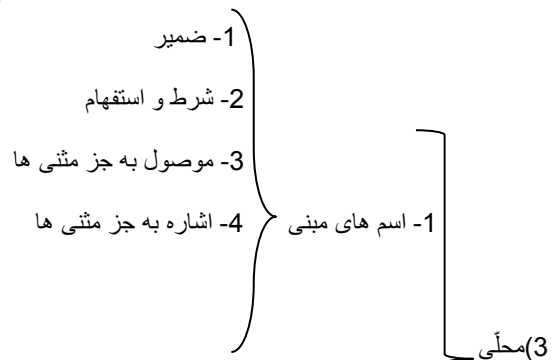 1- ضمیر
2- شرط و استفهام
3- موصول به جز مثنی ها
4- اشاره به جز مثنی ها
1- اسم های مبنی
3)محلّی